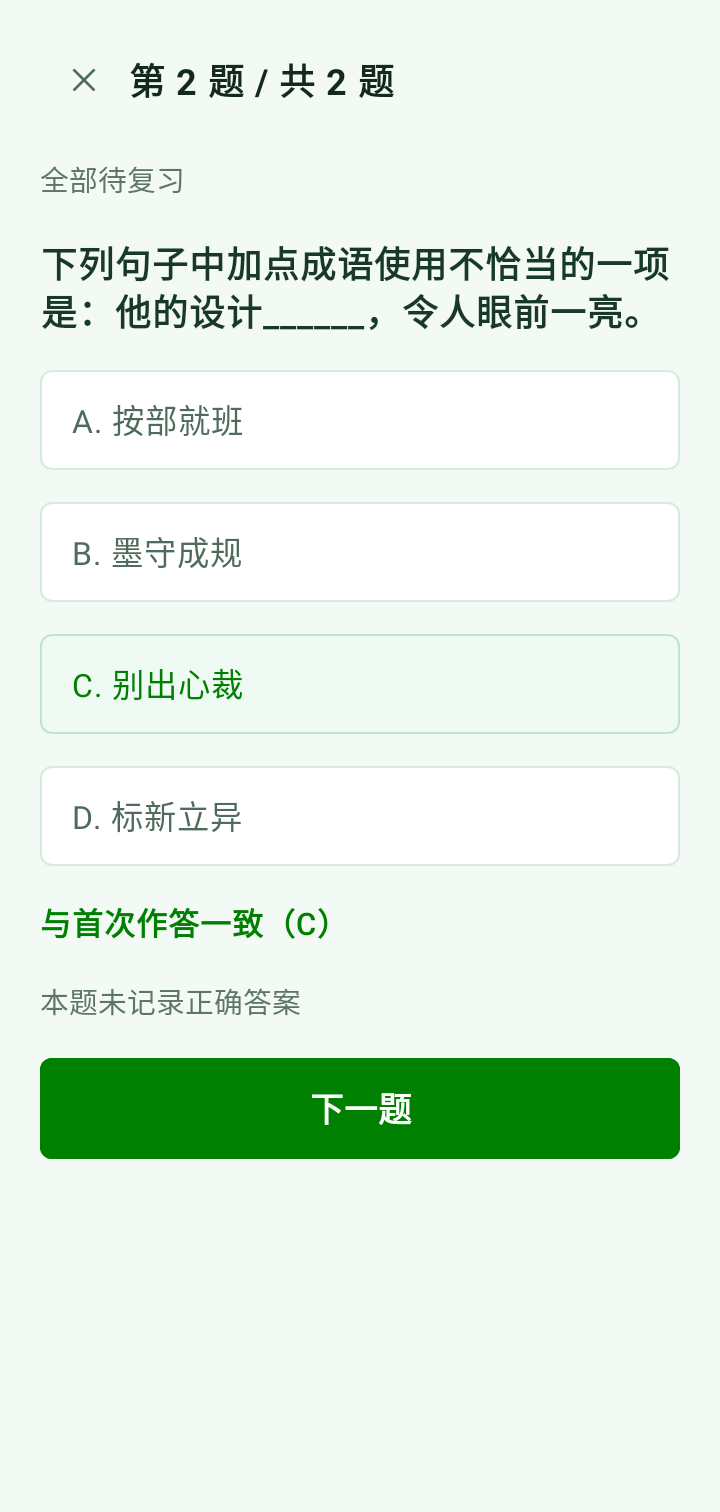 第 2 题 / 共 2 题
全部待复习
下列句子中加点成语使用不恰当的一项
是：他的设计______，令人眼前一亮。
A. 按部就班
B. 墨守成规
C. 别出心裁
D. 标新立异
与首次作答一致（C）
本题未记录正确答案
下一题